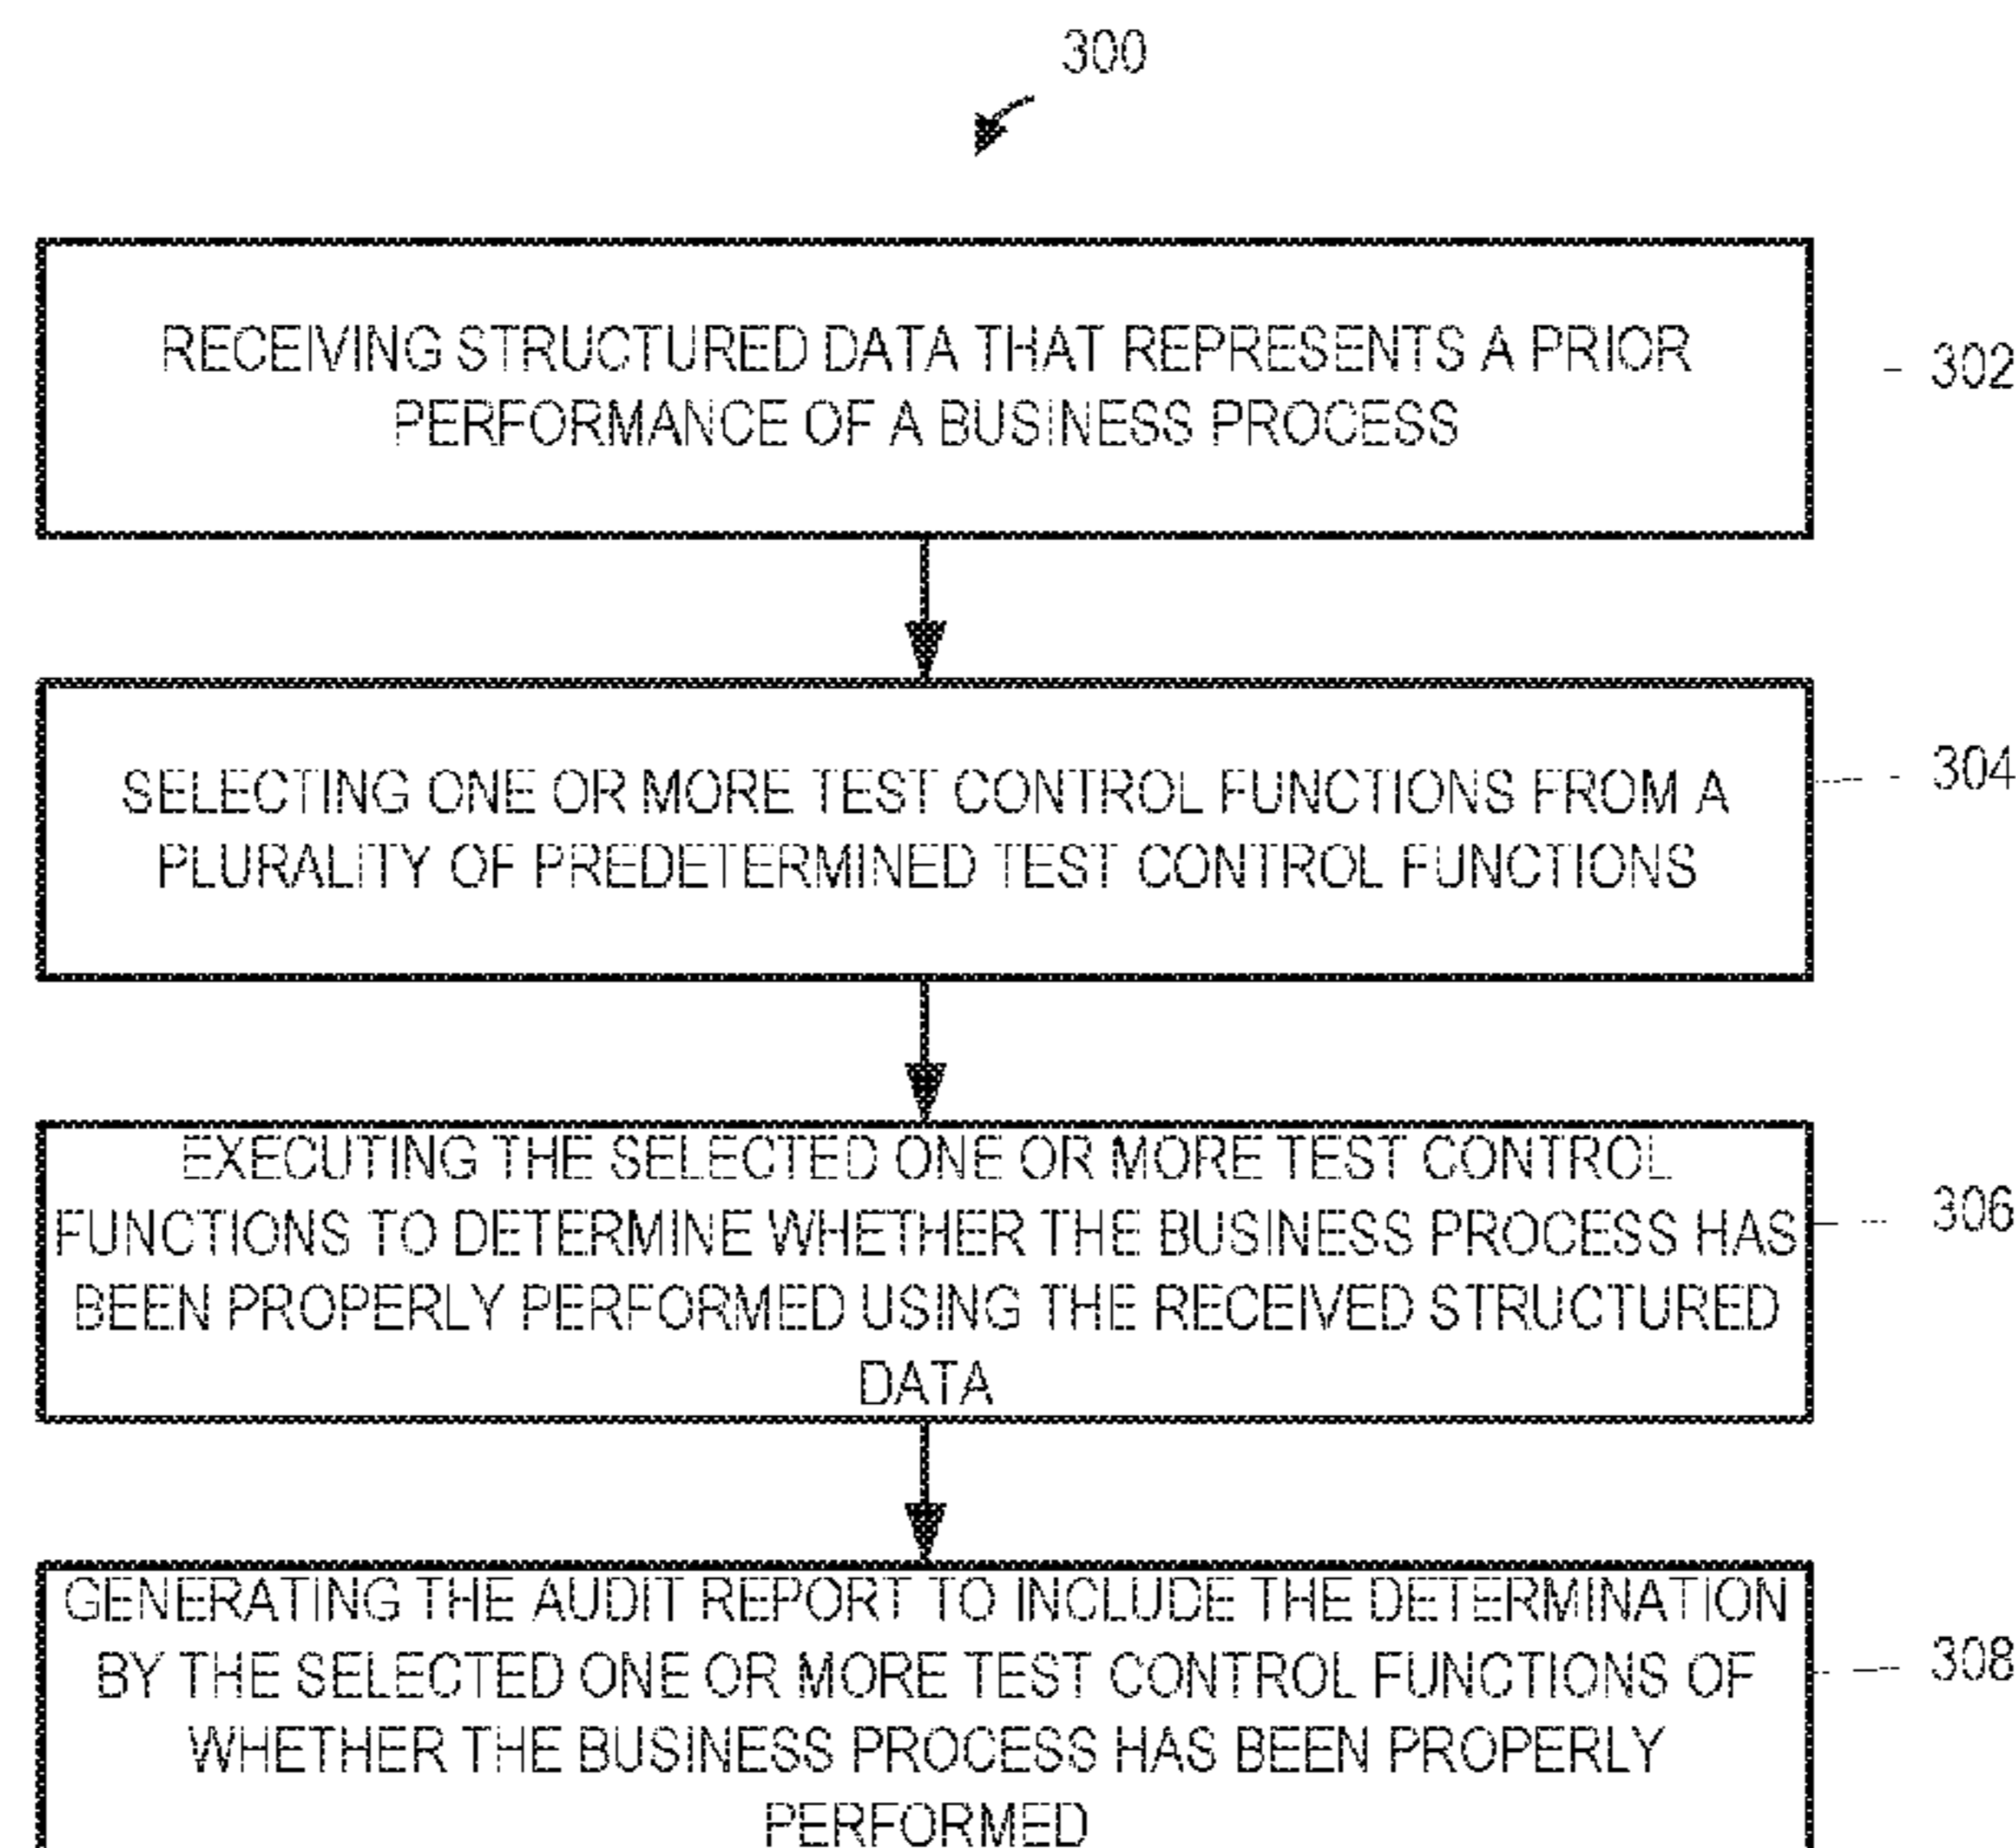 300
RECEIVING STRUCTURED DATA THAT REPRESENTS A PRIOR
PERFORMANCE OF A BUSINESS PROCESS
302
SELECTING ONE OR MORE TEST CONTROL FUNCTIONS FROM A
PLURALITY OF PREDETERMINED TEST CONTROL FUNCTIONS
304
EXECUTING THE SELECTED ONE OR MORE TEST CONTROL
FUNCTIONS TO DETERMINE WHETHER THE BUSINESS PROCESS HAS
BEEN PROPERLY PERFORMED USING THE RECEIVED STRUCTURED
DATA
306
GENERATING THE AUDIT REPORT TO INCLUDE THE DETERMINATION
BY THE SELECTED ONE OR MORE TEST CONTROL FUNCTIONS OF
WHETHER THE BUSINESS PROCESS HAS BEEN PROPERLY
PERFORMED
308